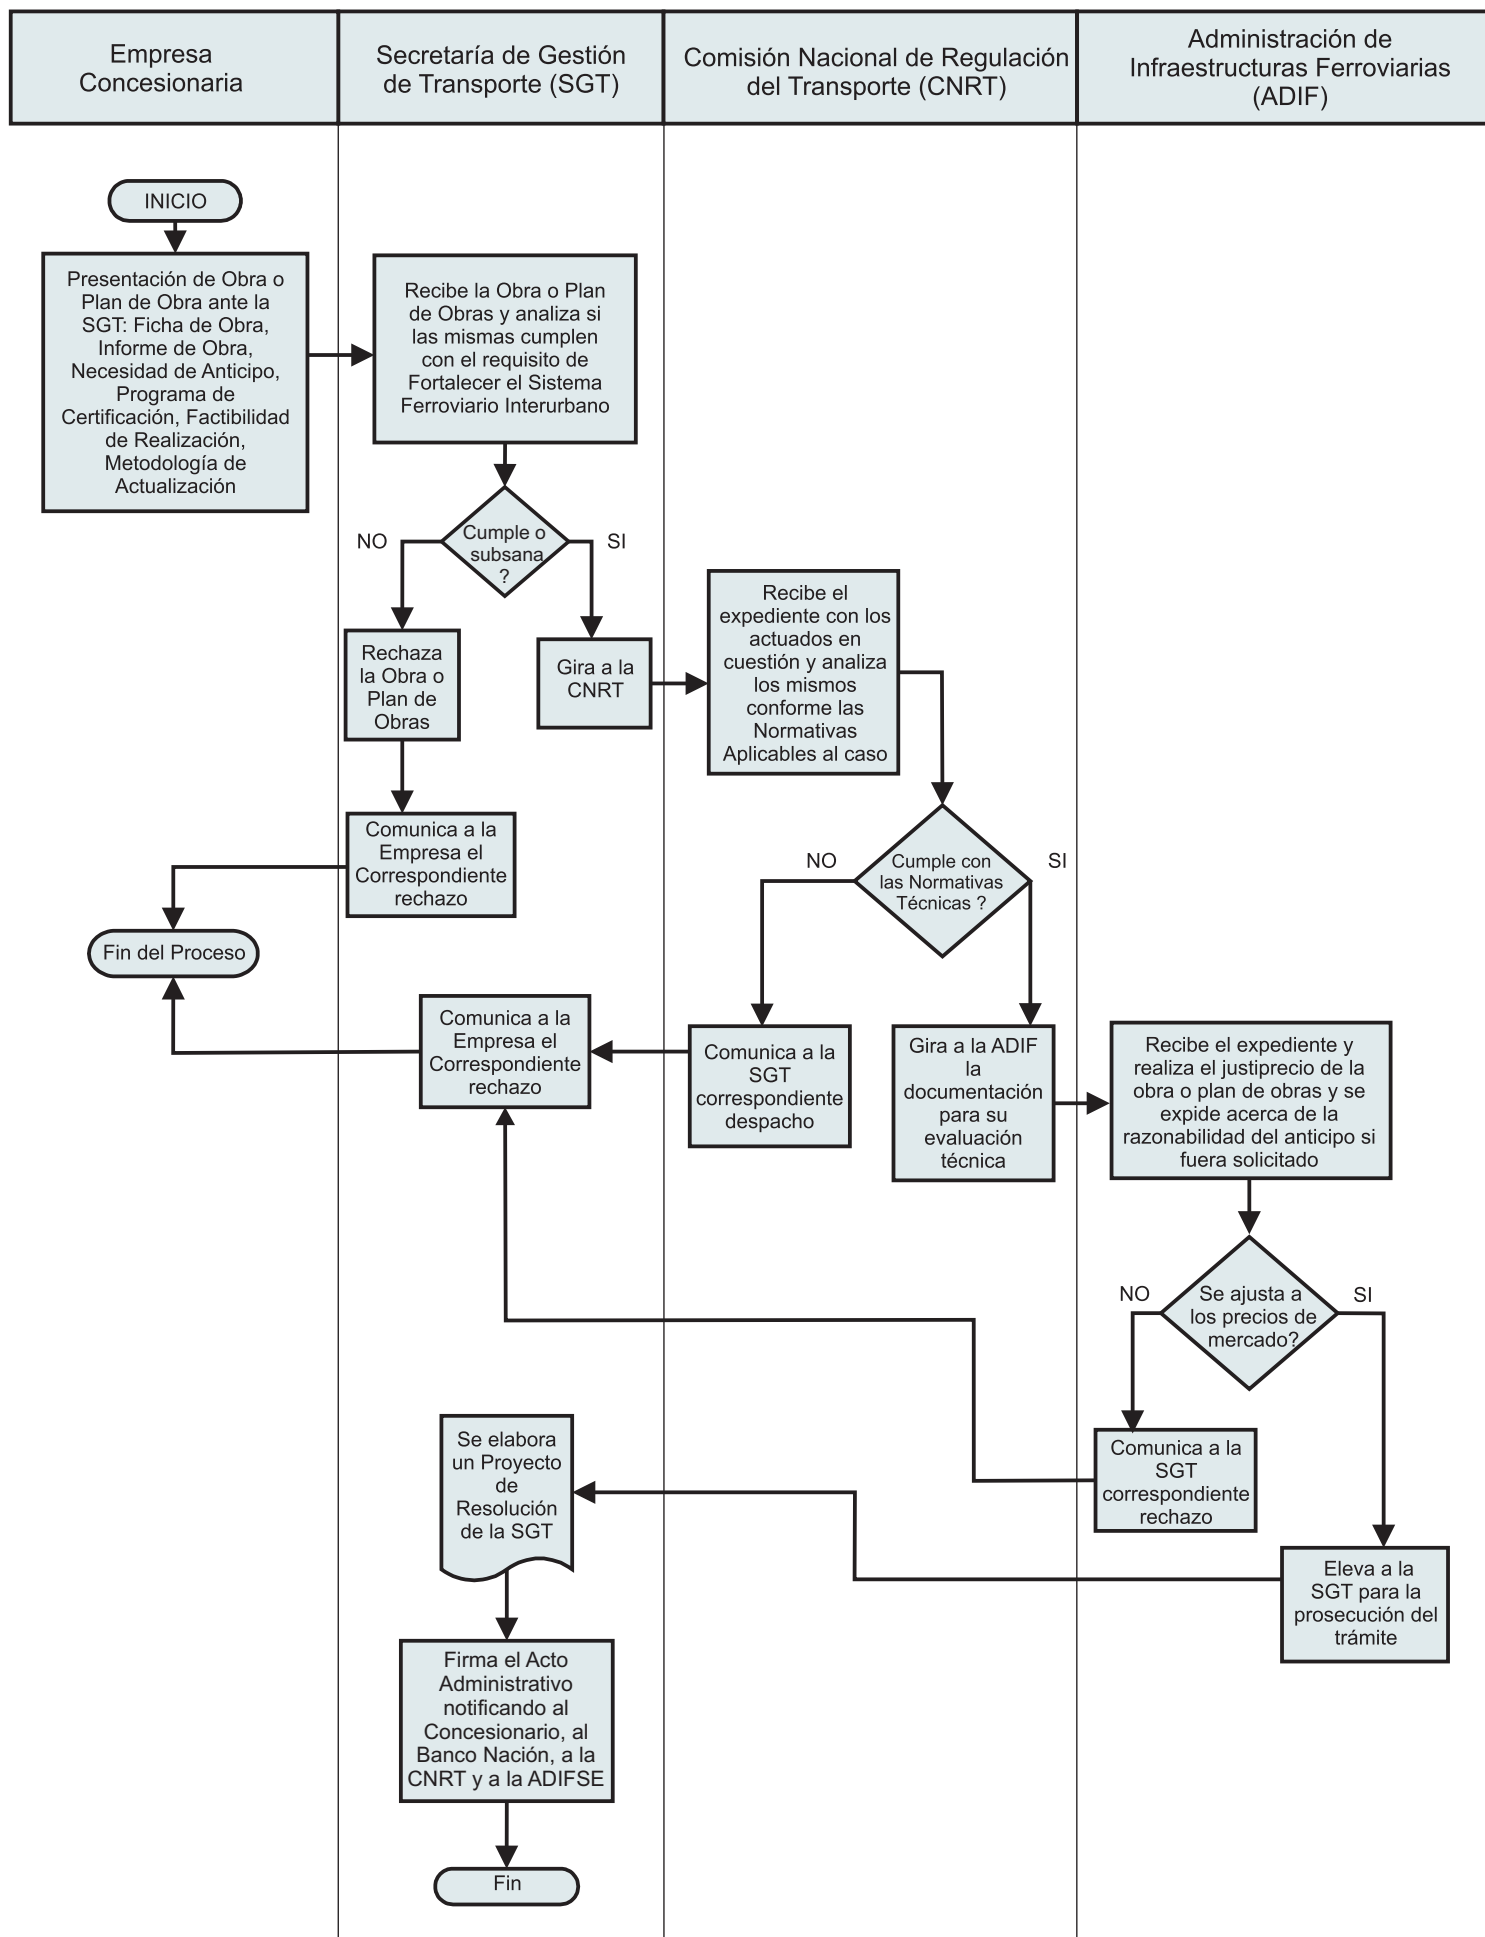 Empresa
Concesionaria
Secretaría de Gestión
de Transporte (SGT)
Comisión Nacional de Regulación
del Transporte (CNRT)
Administración de
Infraestructuras Ferroviarias
(ADIF)
INICIO
Presentación de Obra o
Plan de Obra ante la
SGT: Ficha de Obra,
Informe de Obra,
Necesidad de Anticipo,
Programa de
Certificación, Factibilidad
de Realización,
Metodología de
Actualización
Recibe la Obra o Plan
de Obras y analiza si
las mismas cumplen
con el requisito de
Fortalecer el Sistema
Ferroviario Interurbano
NO
Cumple o
subsana
?
SI
Rechaza
la Obra o
Plan de
Obras
Gira a la
CNRT
Recibe el
expediente con los
actuados en
cuestión y analiza
los mismos
conforme las
Normativas
Aplicables al caso
Comunica a la
Empresa el
Correspondiente
rechazo
NO
Cumple con
las Normativas
Técnicas ?
SI
Fin del Proceso
Comunica a la
Empresa el
Correspondiente
rechazo
Comunica a la
SGT
correspondiente
despacho
Gira a la ADIF
la
documentación
para su
evaluación
técnica
Recibe el expediente y
realiza el justiprecio de la
obra o plan de obras y se
expide acerca de la
razonabilidad del anticipo si
fuera solicitado
NO
Se ajusta a
los precios de
mercado?
SI
Comunica a la
SGT
correspondiente
rechazo
Se elabora
un Proyecto
de
Resolución
de la SGT
Eleva a la
SGT para la
prosecución del
trámite
Firma el Acto
Administrativo
notificando al
Concesionario, al
Banco Nación, a la
CNRT y a la ADIFSE
Fin